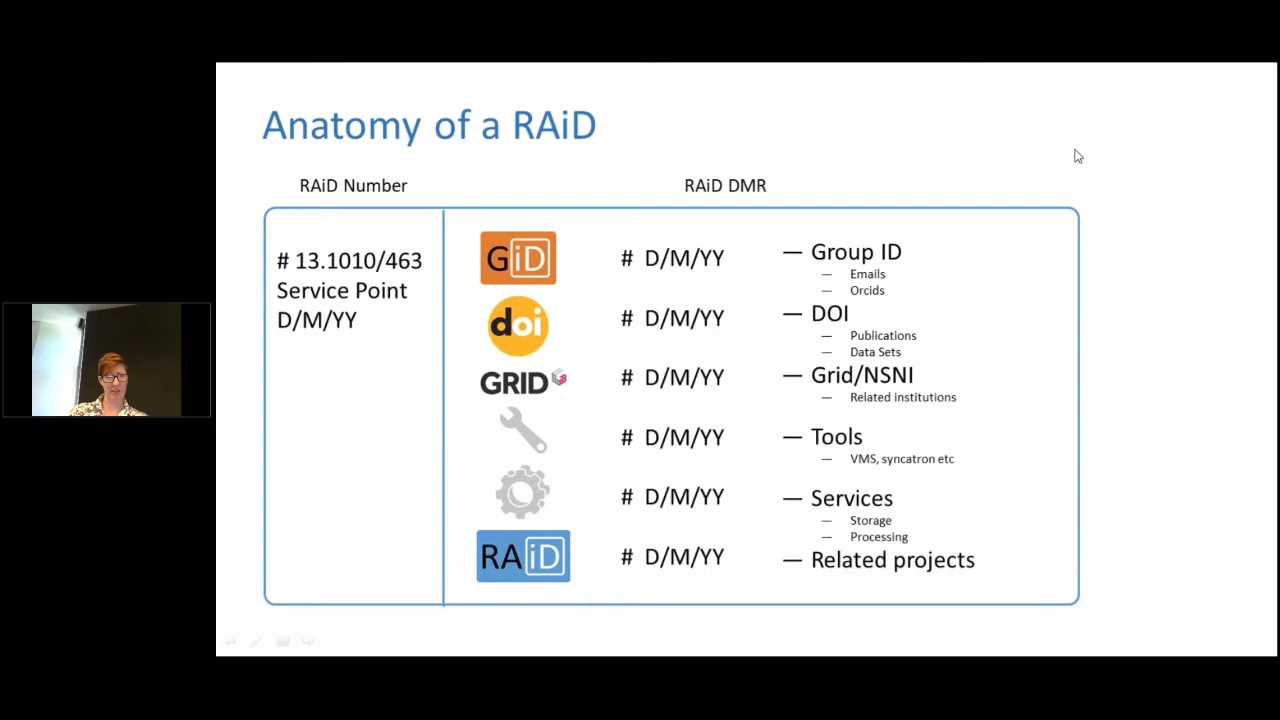 Anatomy of a RAiD
RAiD Number
RAiD DMR
# 13.1010/463
Service Point
D/M/YY
GiD # D/M/YY — Group ID
— Emails
— Orcids
doi # D/M/YY — DOI
— Publications
— Data Sets
GRID # D/M/YY — Grid/NSNI
— Related institutions
# D/M/YY — Tools
— VMS, syncatron etc
# D/M/YY — Services
— Storage
— Processing
RAiD # D/M/YY — Related projects